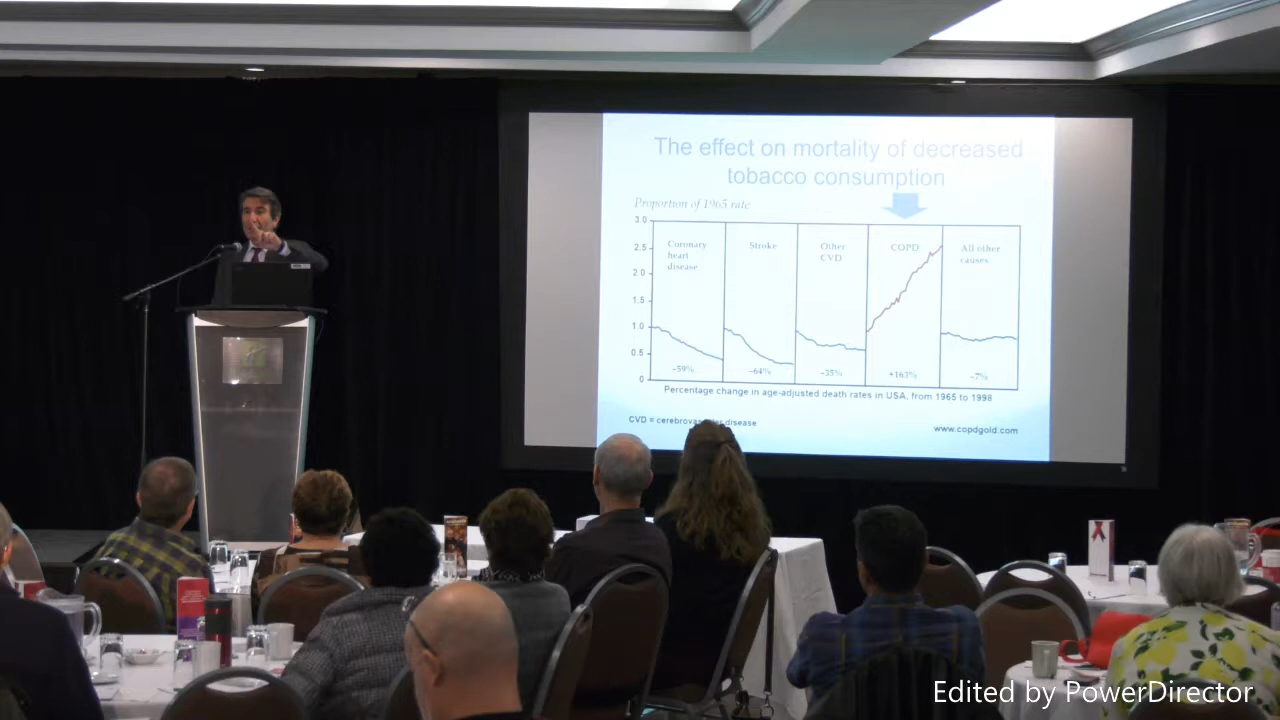 The effect on mortality of decreased
tobacco consumption
Proportion of 1965 rate
3.0
2.5
2.0
1.5
1.0
0.5
0
Coronary
heart
disease
Stroke
Other
CVD
COPD
All other
causes
–59%
–64%
–35%
+163%
–7%
Percentage change in age-adjusted death rates in USA, from 1965 to 1998
CVD = cerebrovascular disease
www.copdgold.com
Edited by PowerDirector